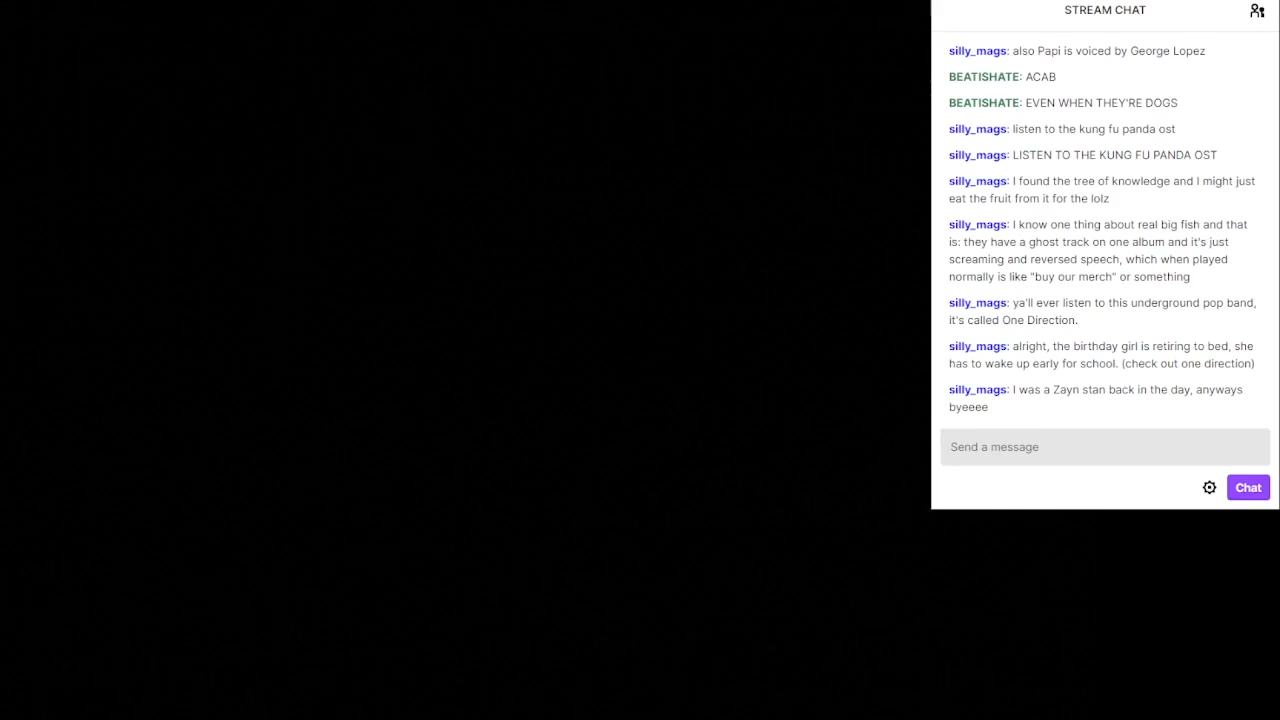 STREAM CHAT
silly_mags: also Papi is voiced by George Lopez
BEATISHATE: ACAB
BEATISHATE: EVEN WHEN THEY'RE DOGS
silly_mags: listen to the kung fu panda ost
silly_mags: LISTEN TO THE KUNG FU PANDA OST
silly_mags: I found the tree of knowledge and I might just
eat the fruit from it for the lolz
silly_mags: I know one thing about real big fish and that
is: they have a ghost track on one album and it's just
screaming and reversed speech, which when played
normally is like "buy our merch" or something
silly_mags: ya'll ever listen to this underground pop band,
it's called One Direction.
silly_mags: alright, the birthday girl is retiring to bed, she
has to wake up early for school. (check out one direction)
silly_mags: I was a Zayn stan back in the day, anyways
byeeee
Send a message
Chat